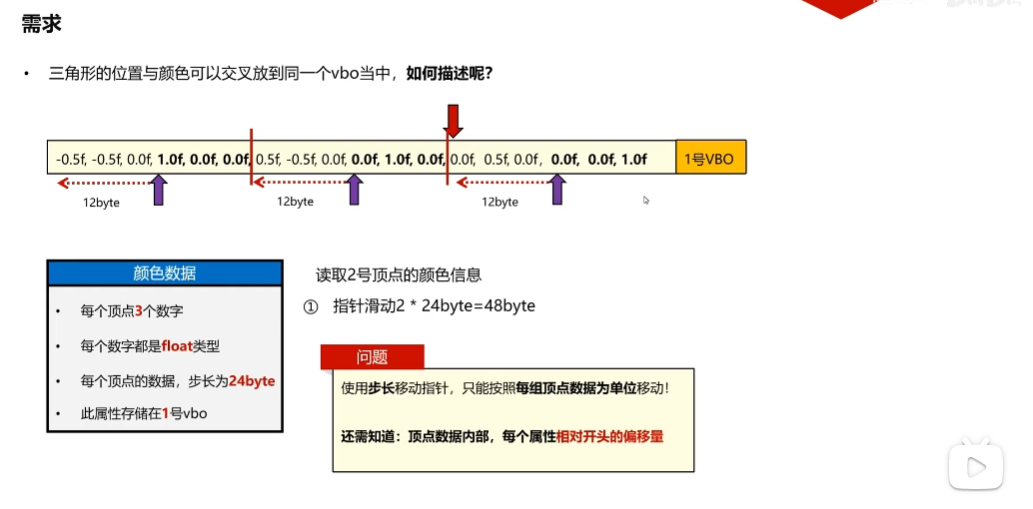 需求
• 三角形的位置与颜色可以交叉放到同一个vbo当中，如何描述呢？
-0.5f, -0.5f, 0.0f, 1.0f, 0.0f, 0.0f, 0.5f, -0.5f, 0.0f, 0.0f, 1.0f, 0.0f, 0.0f, 0.5f, 0.0f, 0.0f, 0.0f, 1.0f 1号VBO
12byte 12byte 12byte
颜色数据
• 每个顶点3个数字
• 每个数字都是float类型
• 每个顶点的数据，步长为24byte
• 此属性存储在1号vbo
读取2号顶点的颜色信息
① 指针滑动2 * 24byte=48byte
问题
使用步长移动指针，只能按照每组顶点数据为单位移动！
还需知道：顶点数据内部，每个属性相对开头的偏移量